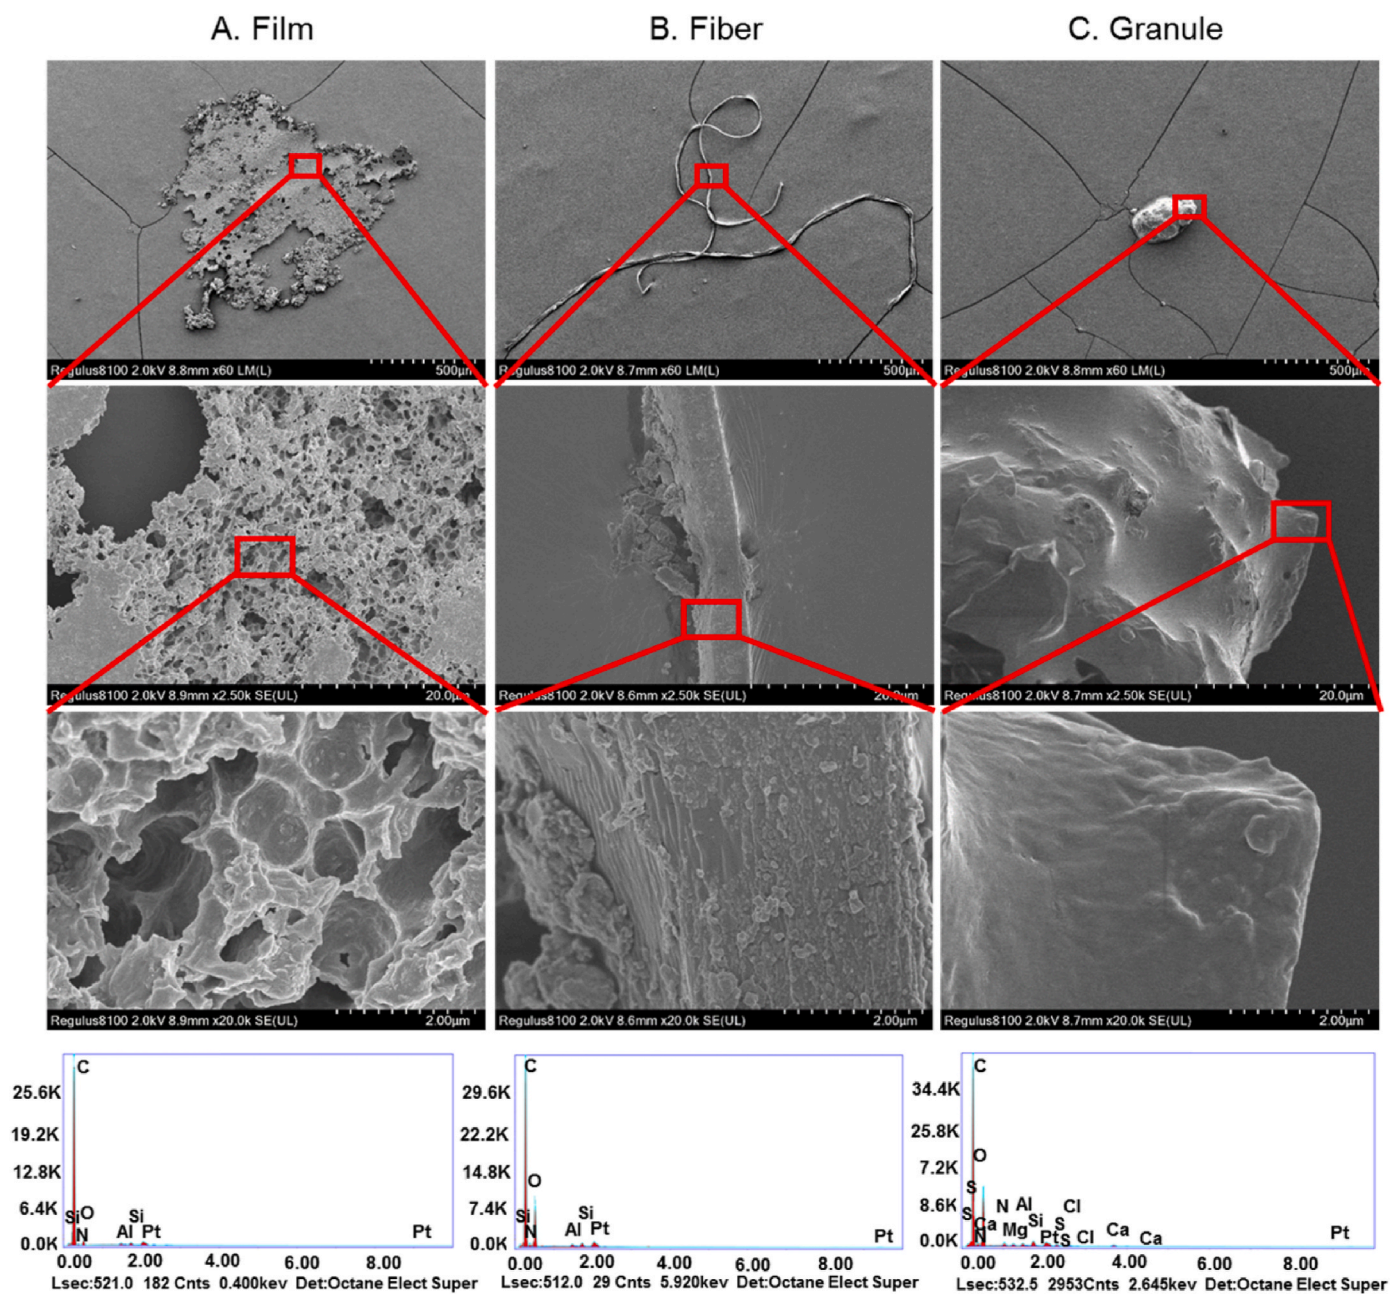 A. Film
B. Fiber
C. Granule
Regulus8100 2.0kV 8.8mm x60 LM(L) 500µm
Regulus8100 2.0kV 8.7mm x60 LM(L) 500µm
Regulus8100 2.0kV 8.8mm x60 LM(L) 500µm
Regulus8100 2.0kV 8.9mm x2.50k SE(UL) 20.0µm
Regulus8100 2.0kV 8.6mm x2.50k SE(UL) 20.0µm
Regulus8100 2.0kV 8.7mm x2.50k SE(UL) 20.0µm
Regulus8100 2.0kV 8.9mm x20.0k SE(UL) 2.00µm
Regulus8100 2.0kV 8.6mm x20.0k SE(UL) 2.00µm
Regulus8100 2.0kV 8.7mm x20.0k SE(UL) 2.00µm
C
25.6K
19.2K
12.8K
6.4K
0.0K
Si
O
N
Al
Si
Pt
Pt
0.00 2.00 4.00 6.00 8.00
Lsec:521.0 182 Cnts 0.400kev Det:Octane Elect Super
C
29.6K
22.2K
14.8K
7.4K
0.0K
O
Si
N
Al
Si
Pt
Pt
0.00 2.00 4.00 6.00 8.00
Lsec:512.0 29 Cnts 5.920kev Det:Octane Elect Super
C
34.4K
25.8K
7.2K
8.6K
0.0K
O
S
S
Ca
N
N
Mg
Al
Si
Pt
S
S
Cl
Cl
Ca
Ca
Pt
0.00 2.00 4.00 6.00 8.00
Lsec:532.5 2953Cnts 2.645kev Det:Octane Elect Super